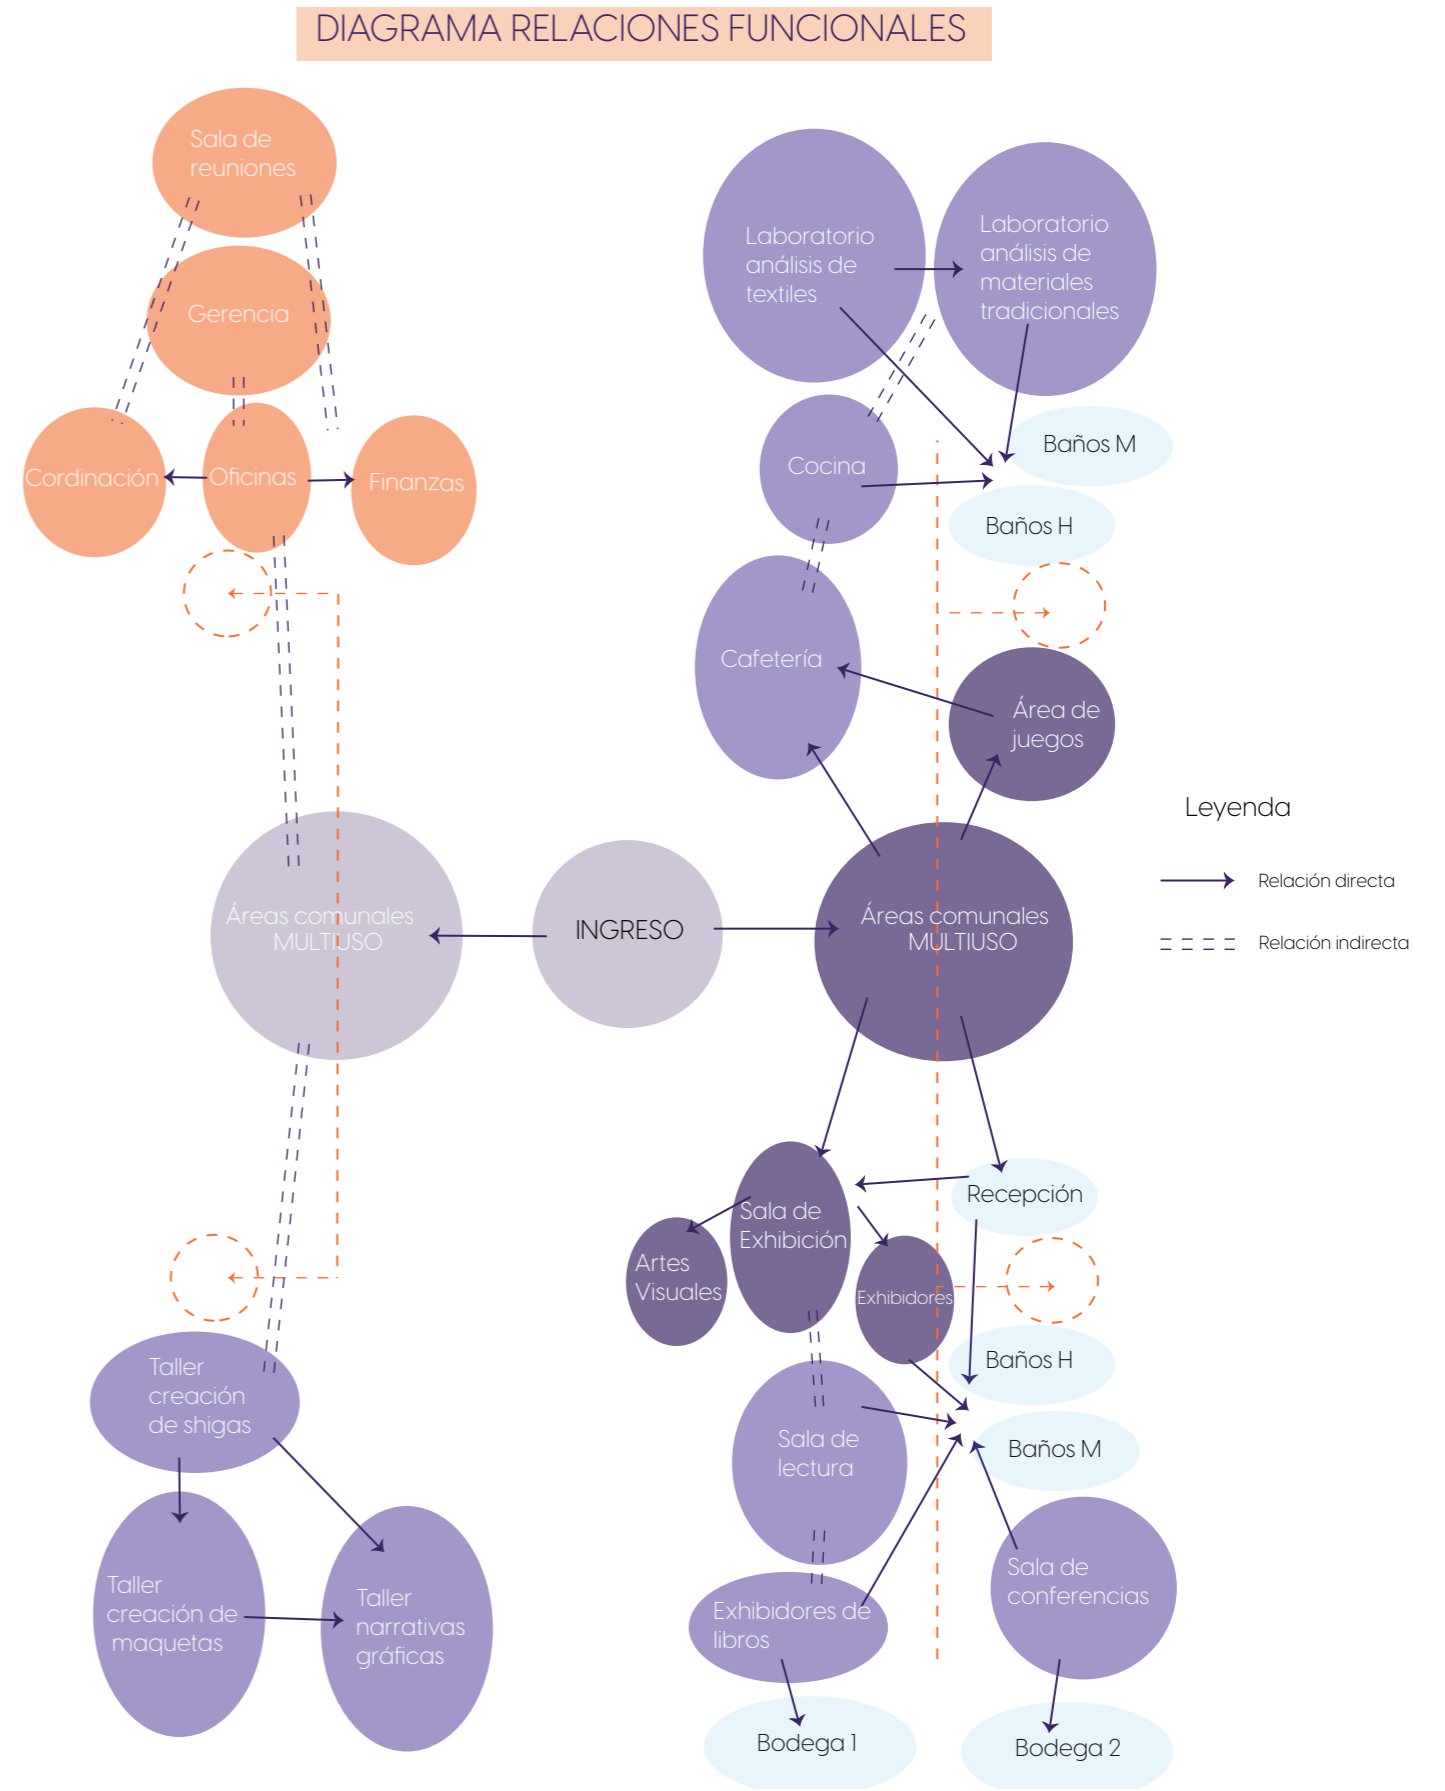 DIAGRAMA RELACIONES FUNCIONALES
Sala de
reuniones
Gerencia
Cordinación
Oficinas
Finanzas
Laboratorio
análisis de
textiles
Laboratorio
análisis de
materiales
tradicionales
Baños M
Cocina
Baños H
Cafetería
Área de
juegos
Áreas comunales
MULTIUSO
INGRESO
Áreas comunales
MULTIUSO
Leyenda
Relación directa
Relación indirecta
Recepción
Sala de
Exhibición
Artes
Visuales
Exhibidores
Baños H
Baños M
Sala de
lectura
Taller
creación
de shigas
Taller
creación de
maquetas
Taller
narrativas
gráficas
Exhibidores de
libros
Sala de
conferencias
Bodega 1
Bodega 2